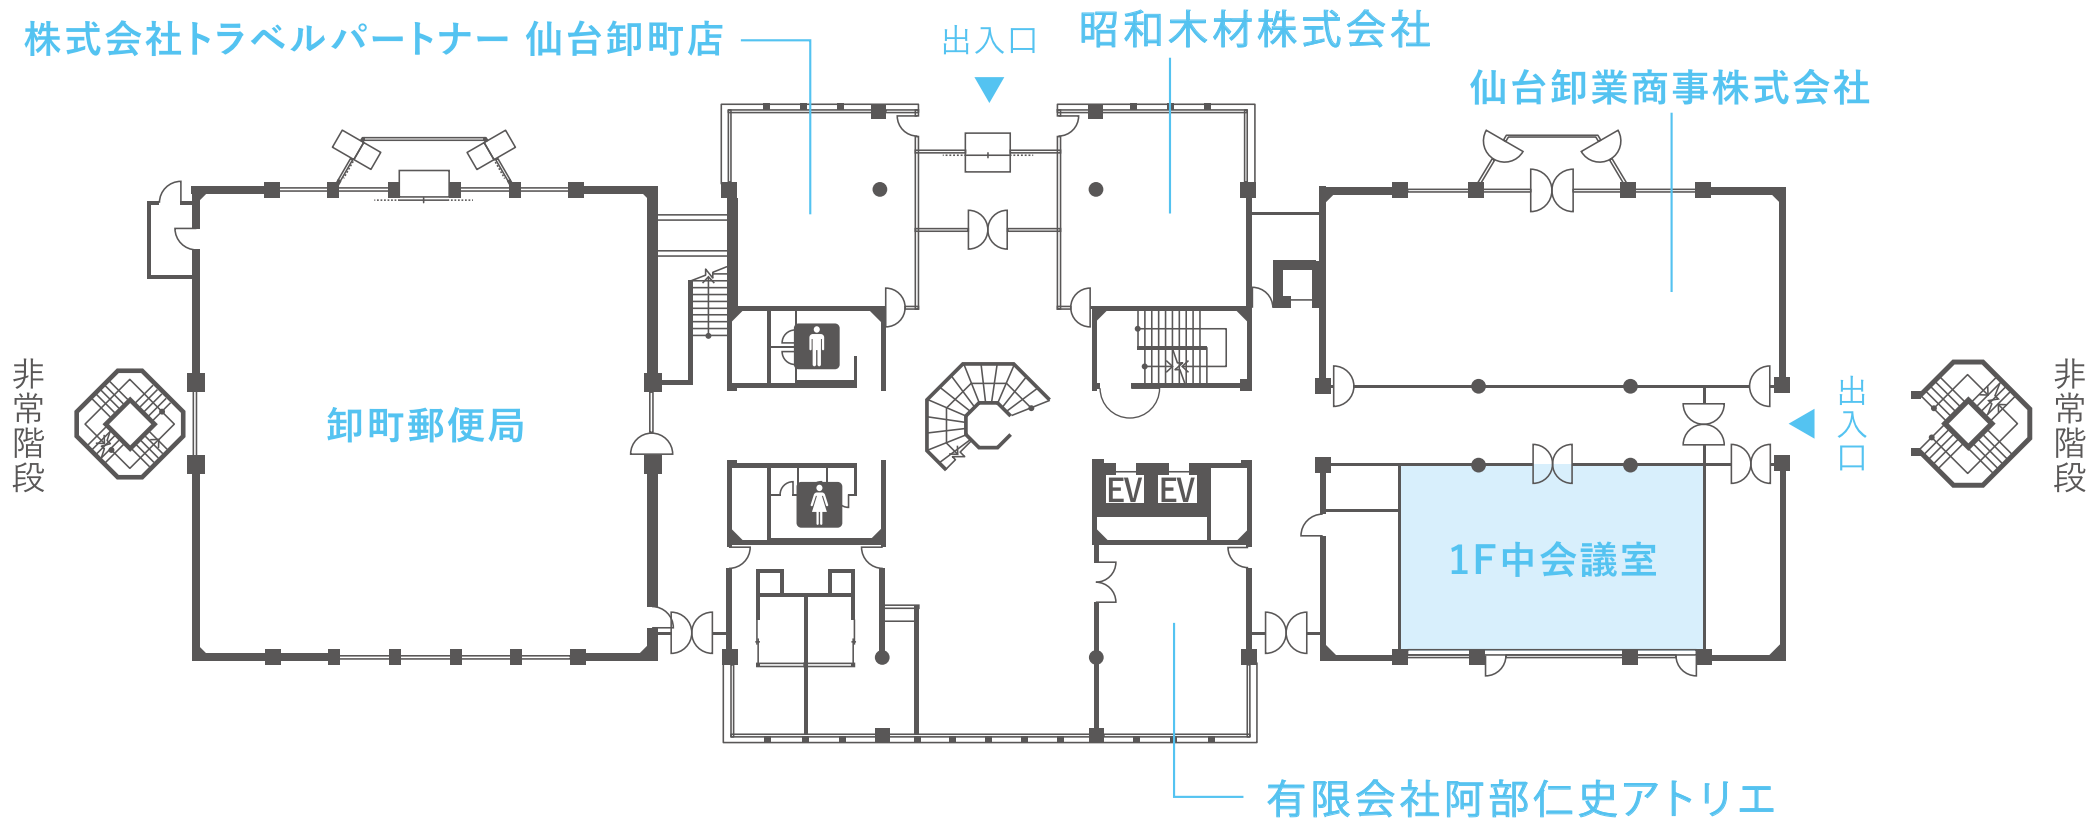 株式会社トラベルパートナー 仙台卸町店
出入口
昭和木材株式会社
仙台卸業商事株式会社
非常階段
卸町郵便局
出入口
非常階段
EV EV
1F中会議室
有限会社阿部仁史アトリエ